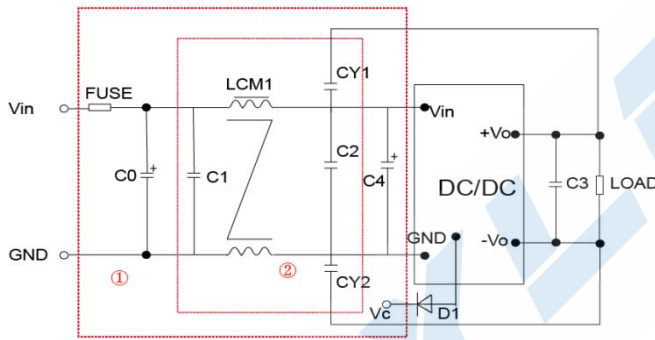 FUSE
LCM1
CY1
Vin
Vin
+Vo
C0
C1
C2
C4
DC/DC
C3
LOAD
GND
GND
-Vo
①
②
CY2
Vc
D1